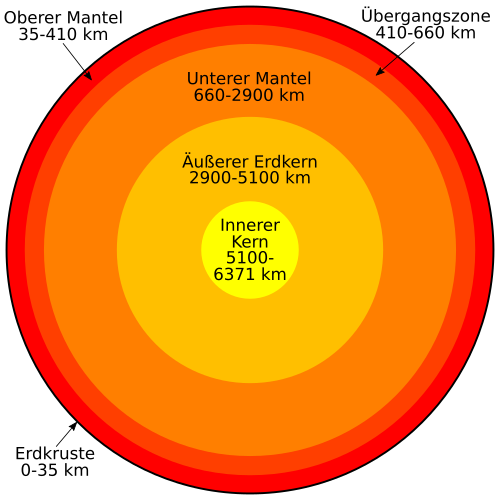 Oberer Mantel
35-410 km
Übergangszone
410-660 km
Unterer Mantel
660-2900 km
Äußerer Erdkern
2900-5100 km
Innerer
Kern
5100-
6371 km
Erdkruste
0-35 km